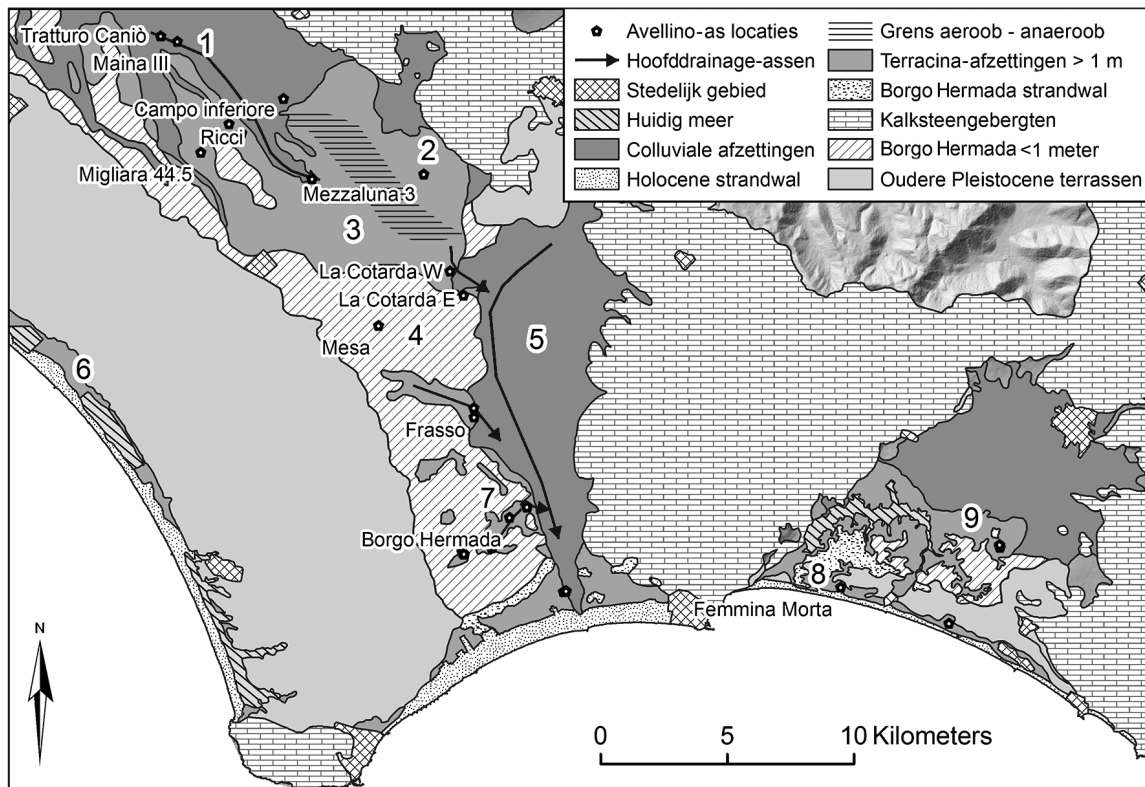 Tratturo Caniò
1
Maina III
Campo inferiore
Ricci
2
Migliara 44.5
Mezzaluna-3
3
La Cotarda W
La Cotarda E
4
5
Mesa
6
Frasso
7
Borgo Hermada
8
9
Femmina Morta
Avellino-as locaties
Hoofddrainage-assen
Stedelijk gebied
Huidig meer
Colluviale afzettingen
Holocene strandwal
Grens aeroob - anaeroob
Terracina-afzettingen > 1 m
Borgo Hermada strandwal
Kalksteengebergten
Borgo Hermada <1 meter
Oudere Pleistocene terrassen
N
0 5 10 Kilometers